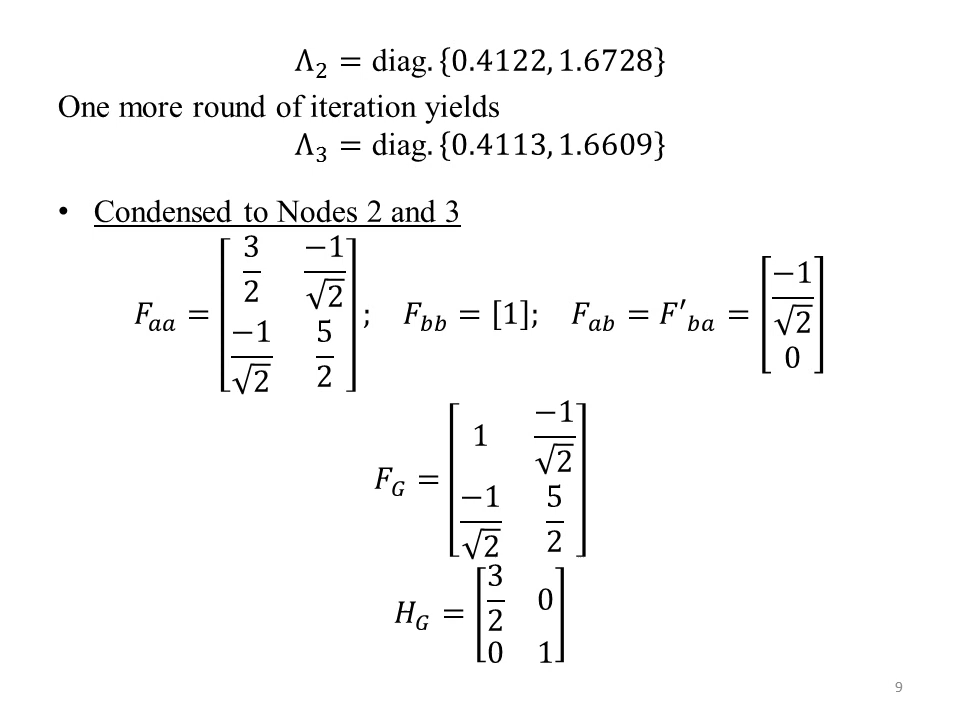 Λ₂ = diag. {0.4122, 1.6728}
One more round of iteration yields
Λ₃ = diag. {0.4113, 1.6609}
• Condensed to Nodes 2 and 3
F_aa = [3/2 −1/√2; −1/√2 5/2]; F_bb = [1]; F_ab = F′_ba = [−1/√2; 0]
F_G = [1 −1/√2; −1/√2 5/2]
H_G = [3/2 0; 0 1]
9